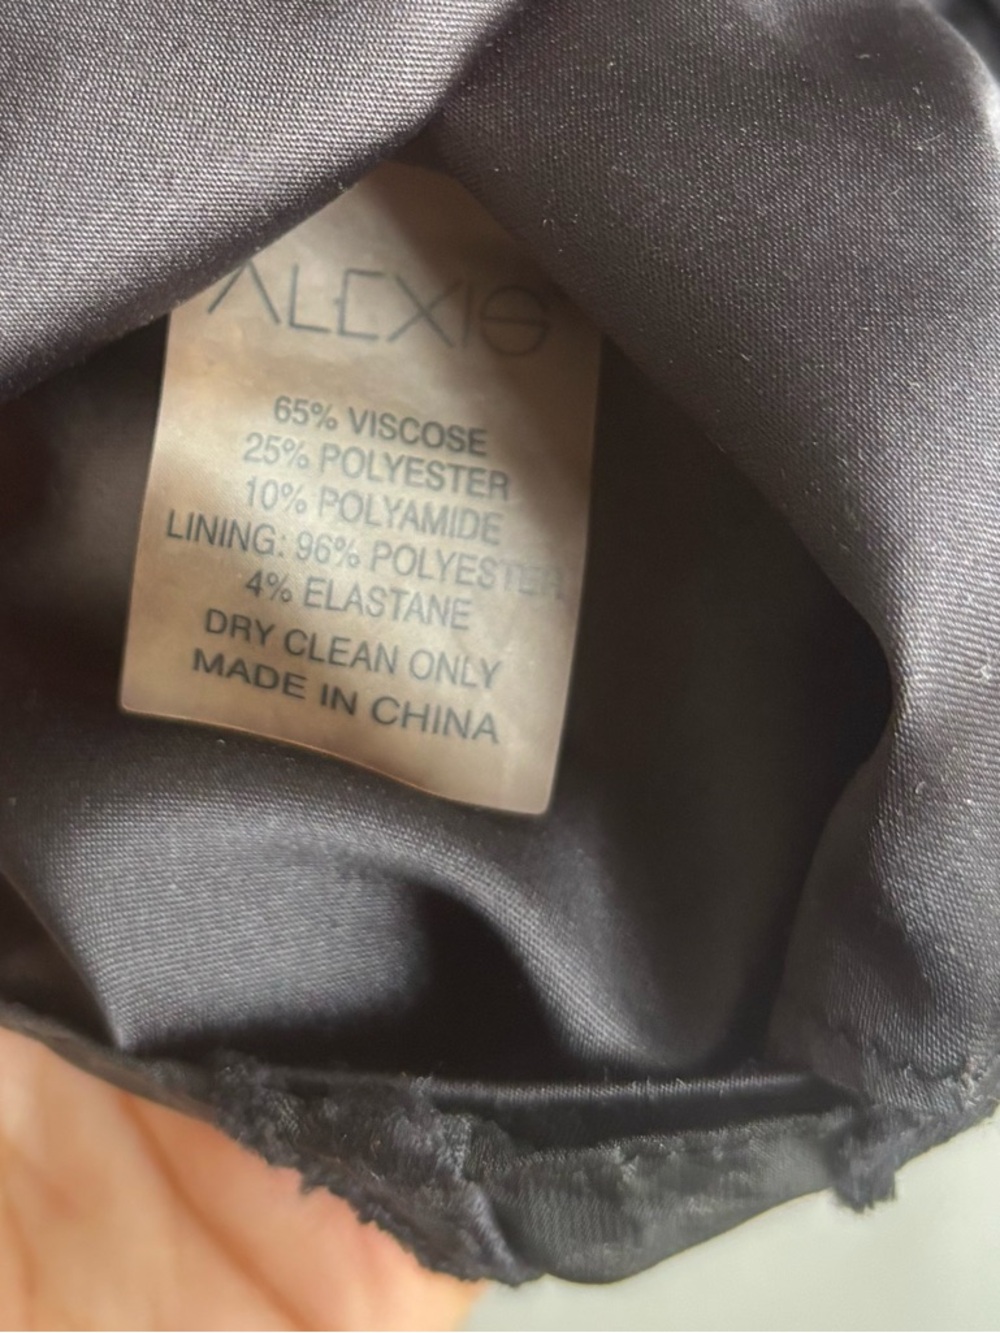 ALEXIS
65% VISCOSE
25% POLYESTER
10% POLYAMIDE
LINING: 96% POLYESTER
4% ELASTANE
DRY CLEAN ONLY
MADE IN CHINA